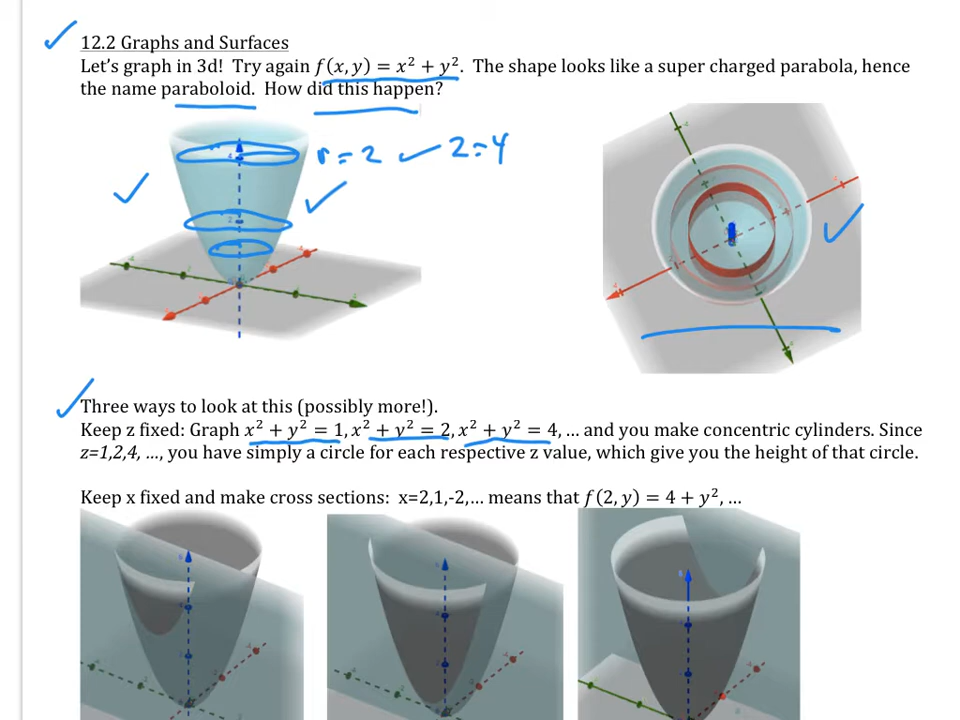 12.2 Graphs and Surfaces
Let's graph in 3d! Try again f(x, y) = x² + y². The shape looks like a super charged parabola, hence
the name paraboloid. How did this happen?
r = 2 2=4
Three ways to look at this (possibly more!).
Keep z fixed: Graph x² + y² = 1, x² + y² = 2, x² + y² = 4, … and you make concentric cylinders. Since
z=1,2,4, …, you have simply a circle for each respective z value, which give you the height of that circle.
Keep x fixed and make cross sections: x=2,1,-2,… means that f(2, y) = 4 + y², …